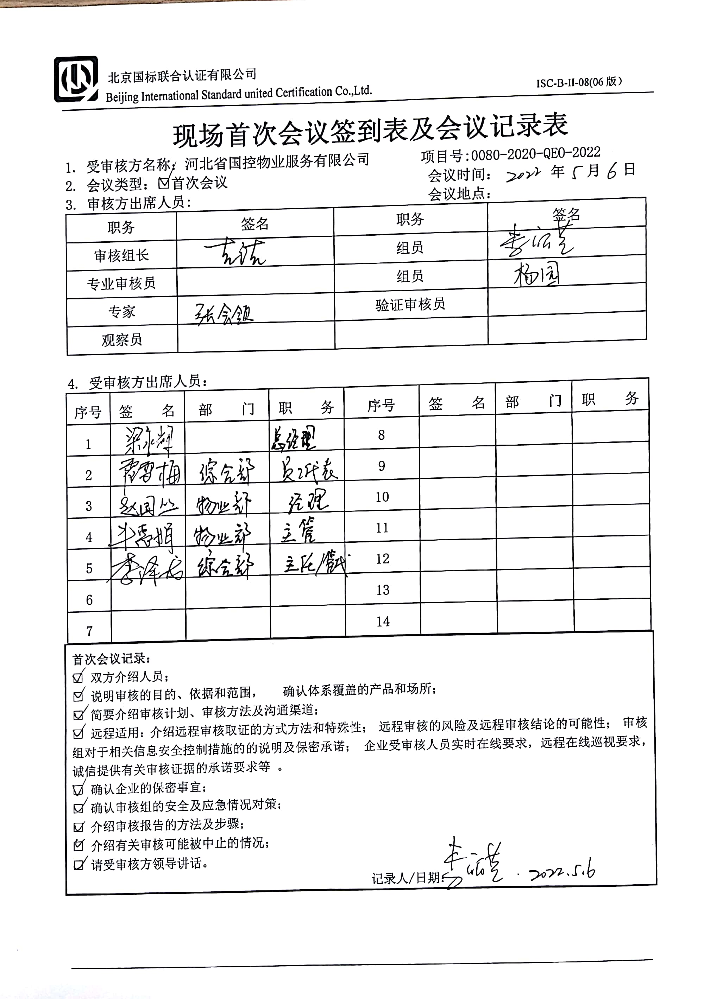 北京国标联合认证有限公司
Beijing International Standard united Certification Co.,Ltd.
ISC-B-II-08(06 版)
现场首次会议签到表及会议记录表
1. 受审核方名称：河北省国控物业服务有限公司 项目号:0080-2020-QEO-2022
2. 会议类型：☑首次会议 会议时间： 2022 年 5 月 6 日
3. 审核方出席人员： 会议地点：
职务 签名 职务 签名
审核组长 吉洁 组员
专业审核员 组员 杨园
专家 张会领 验证审核员
观察员
4. 受审核方出席人员：
序号 签 名 部 门 职 务 序号 签 名 部 门 职 务
1 梁永辉 总经理 8
2 霍雷梅 综合部 员工代表 9
3 赵国丛 物业部 经理 10
4 物业部 主管 11
5 李泽方 综合部 主任/管代 12
6 13
7 14
首次会议记录：
☑ 双方介绍人员；
☑ 说明审核的目的、依据和范围， 确认体系覆盖的产品和场所；
☑ 简要介绍审核计划、审核方法及沟通渠道；
☑ 远程适用：介绍远程审核取证的方式方法和特殊性； 远程审核的风险及远程审核结论的可能性； 审核
组对于相关信息安全控制措施的的说明及保密承诺； 企业受审核人员实时在线要求，远程在线巡视要求，
诚信提供有关审核证据的承诺要求等 。
☑ 确认企业的保密事宜；
☑ 确认审核组的安全及应急情况对策；
☑ 介绍审核报告的方法及步骤；
☑ 介绍有关审核可能被中止的情况；
☑ 请受审核方领导讲话。
记录人/日期： 2022.5.6